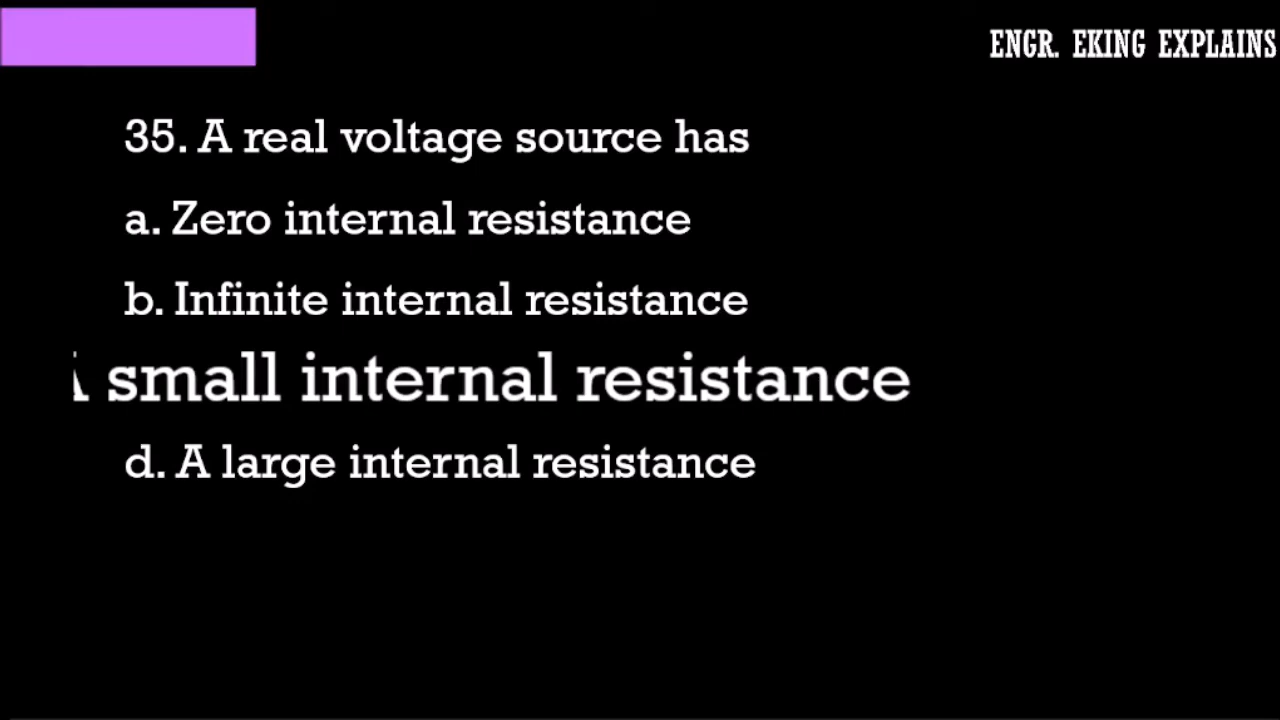 ENGR. EKING EXPLAINS
35. A real voltage source has
a. Zero internal resistance
b. Infinite internal resistance
small internal resistance
d. A large internal resistance